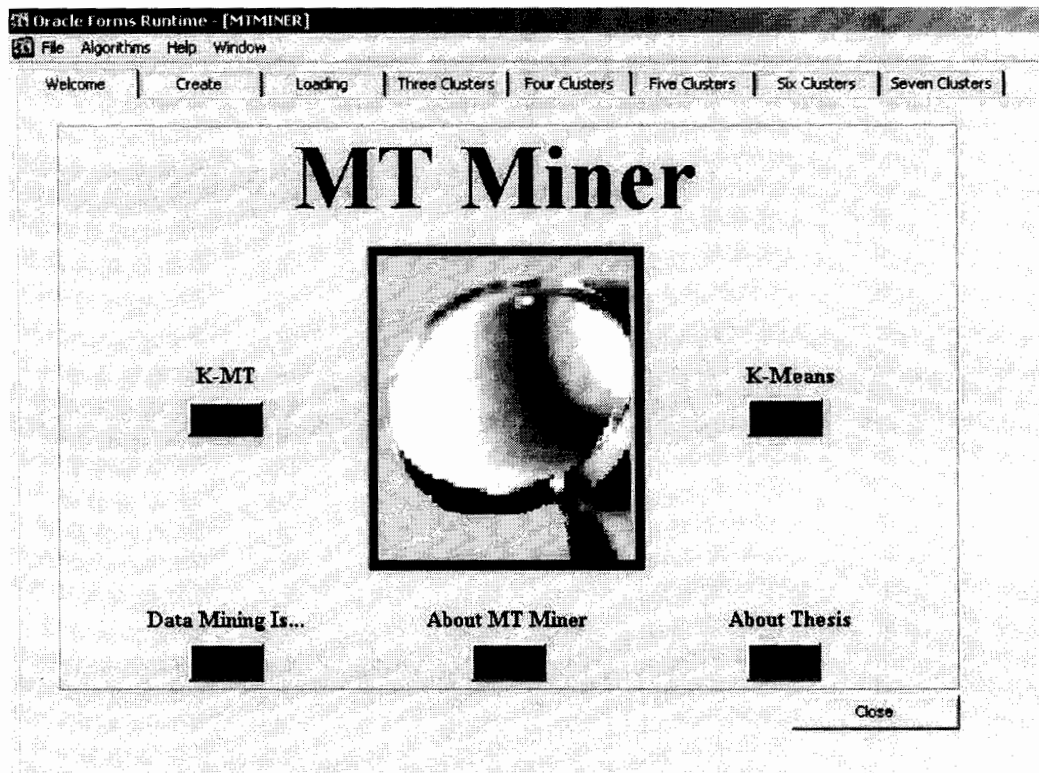 Oracle Forms Runtime - [MTMINER]
File Algorithms Help Window
Welcome Create Loading Three Clusters Four Clusters Five Clusters Six Clusters Seven Clusters
MT Miner
K-MT K-Means
Data Mining Is... About MT Miner About Thesis
Close